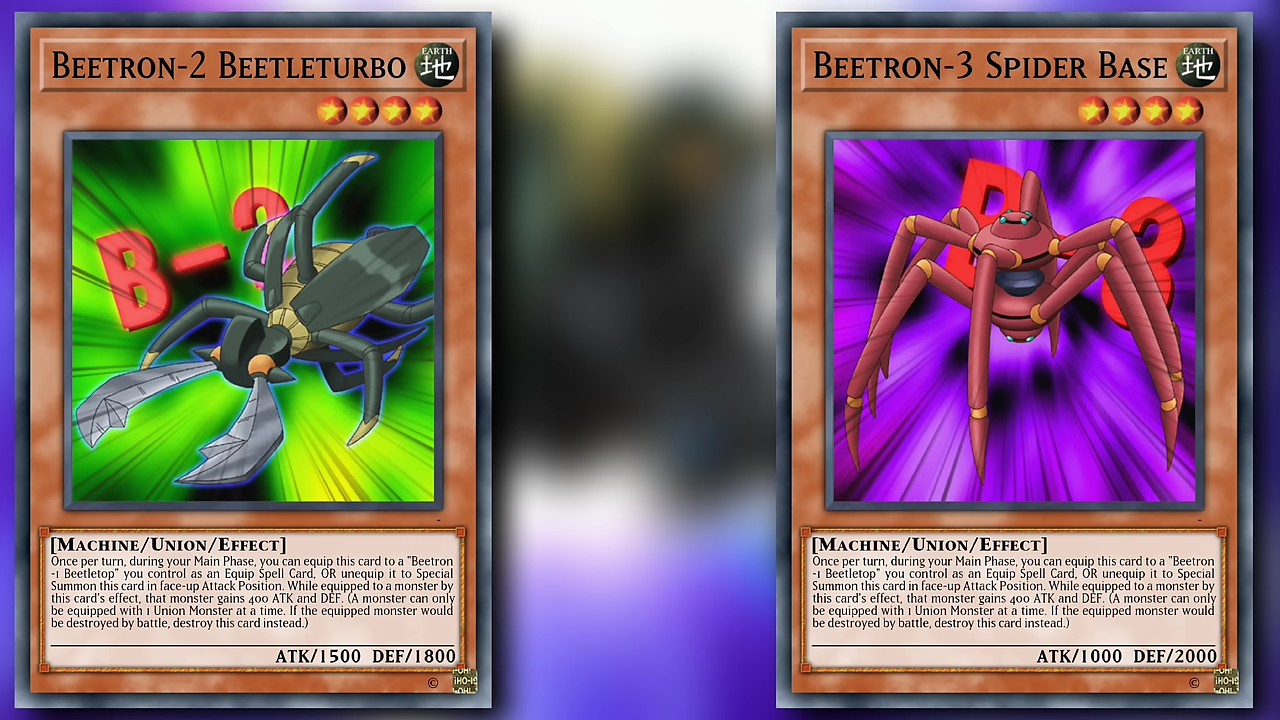 BEETRON-2 BEETLETURBO
EARTH
地
B-2
[MACHINE/UNION/EFFECT]
Once per turn, during your Main Phase, you can equip this card to a "Beetron
-1 Beetletop" you control as an Equip Spell Card, OR unequip it to Special
Summon this card in face-up Attack Position. While equipped to a monster by
this card's effect, that monster gains 400 ATK and DEF. (A monster can only
be equipped with 1 Union Monster at a time. If the equipped monster would
be destroyed by battle, destroy this card instead.)
ATK/1500 DEF/1800
©
BEETRON-3 SPIDER BASE
EARTH
地
B 3
[MACHINE/UNION/EFFECT]
Once per turn, during your Main Phase, you can equip this card to a "Beetron
-1 Beetletop" you control as an Equip Spell Card, OR unequip it to Special
Summon this card in face-up Attack Position. While equipped to a monster by
this card's effect, that monster gains 400 ATK and DEF. (A monster can only
be equipped with 1 Union Monster at a time. If the equipped monster would
be destroyed by battle, destroy this card instead.)
ATK/1000 DEF/2000
©